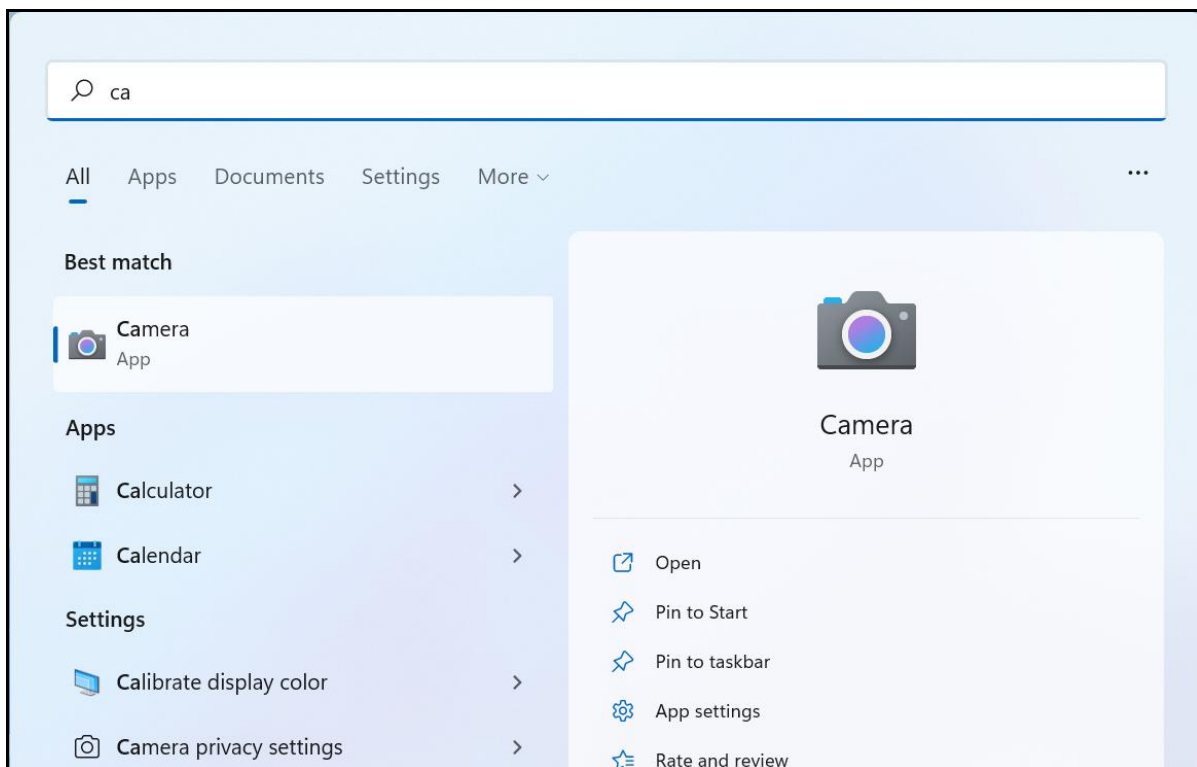 ca
All Apps Documents Settings More
Best match
Camera
App
Apps
Calculator
Calendar
Settings
Calibrate display color
Camera privacy settings
Camera
App
Open
Pin to Start
Pin to taskbar
App settings
Rate and review